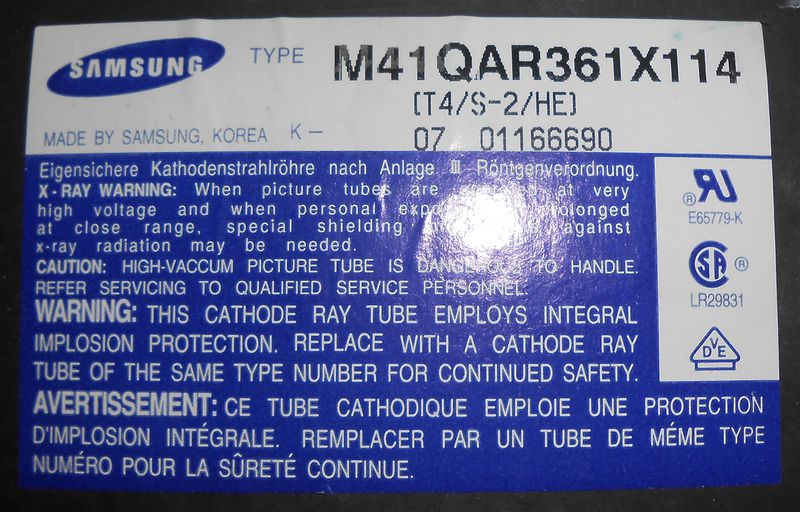 SAMSUNG TYPE M41QAR361X114
(T4/S-2/HE)
MADE BY SAMSUNG, KOREA K – 07 01166690
Eigensichere Kathodenstrahlröhre nach Anlage III Röntgenverordnung.
X-RAY WARNING: When picture tubes are at very
high voltage and when personal prolonged
at close range, special shielding against
x-ray radiation may be needed.
CAUTION: HIGH-VACCUM PICTURE TUBE IS DANGEROUS TO HANDLE.
REFER SERVICING TO QUALIFIED SERVICE PERSONNEL.
WARNING: THIS CATHODE RAY TUBE EMPLOYS INTEGRAL
IMPLOSION PROTECTION. REPLACE WITH A CATHODE RAY
TUBE OF THE SAME TYPE NUMBER FOR CONTINUED SAFETY.
AVERTISSEMENT: CE TUBE CATHODIQUE EMPLOIE UNE PROTECTION
D'IMPLOSION INTÉGRALE. REMPLACER PAR UN TUBE DE MÉME TYPE
NUMÉRO POUR LA SÛRETÉ CONTINUE.
® UR
E65779-K
SA ®
LR29831
DVE